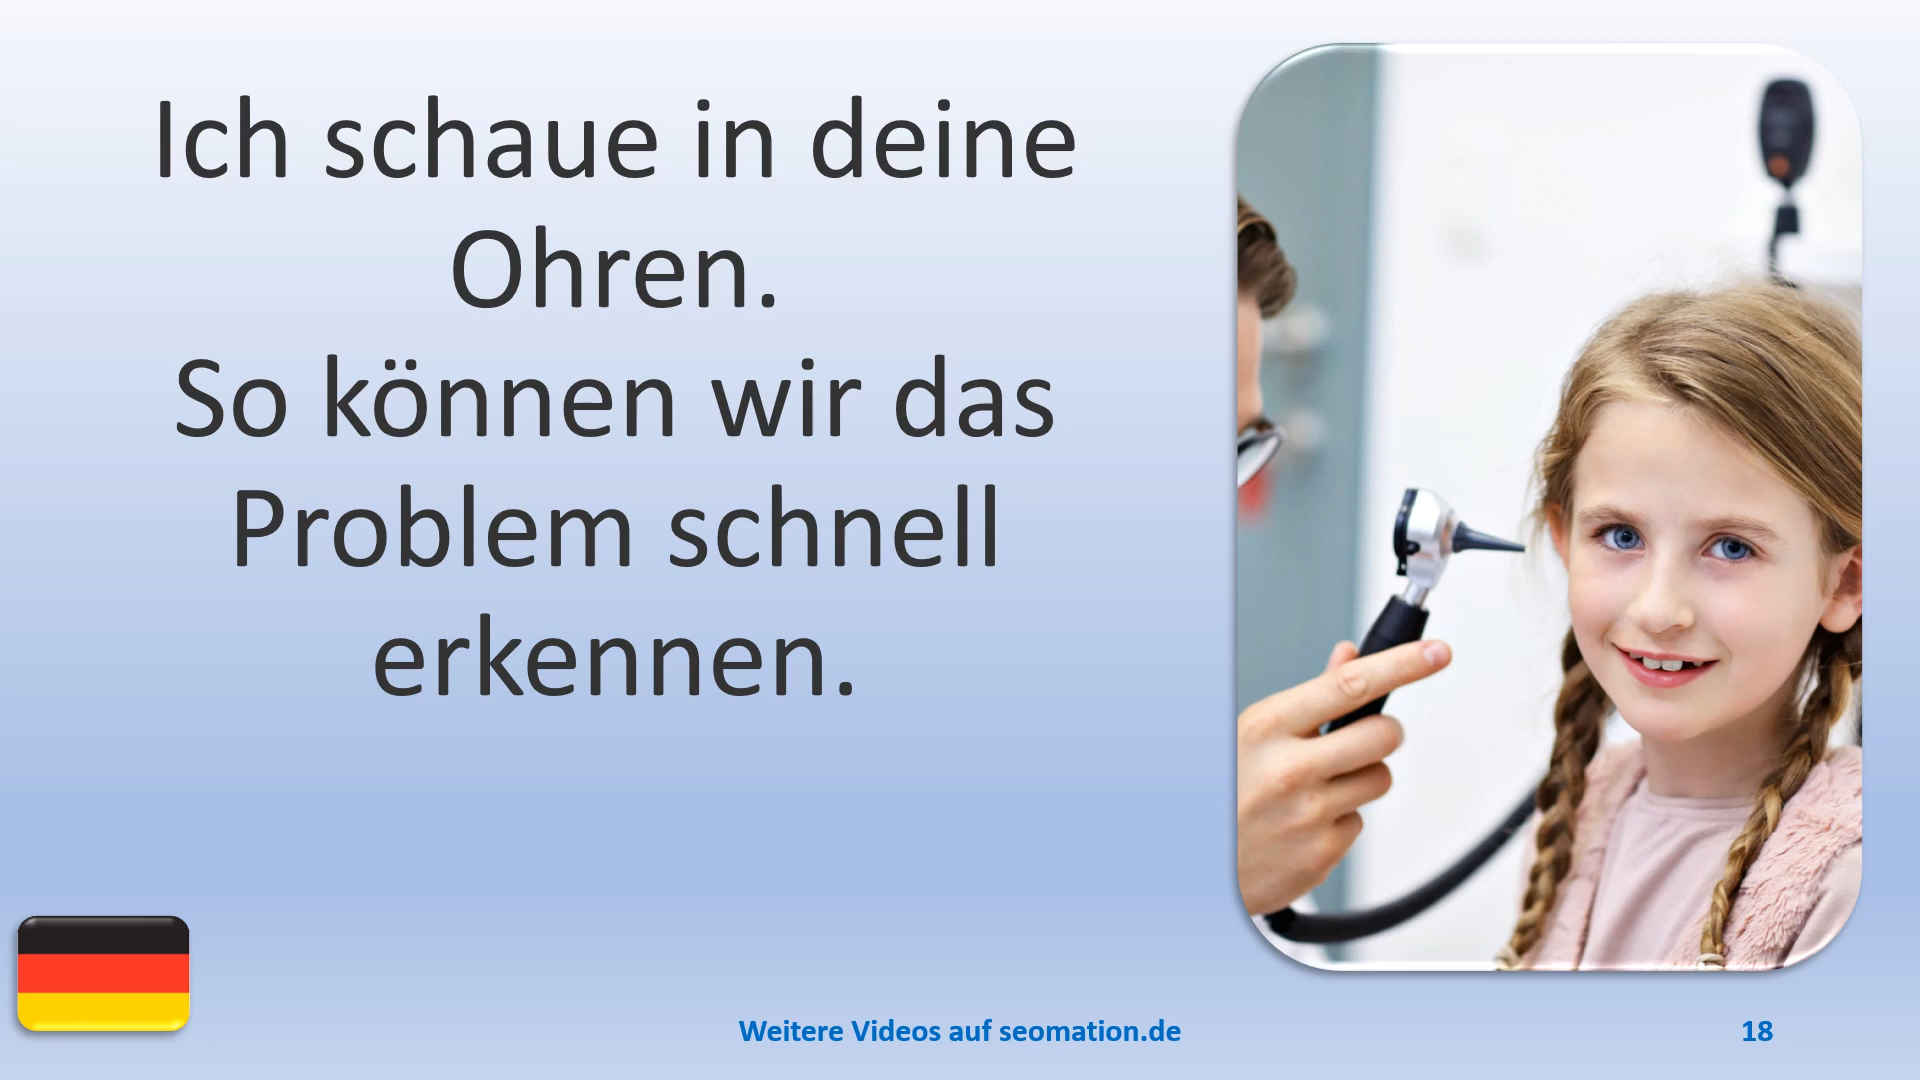 Ich schaue in deine
Ohren.
So können wir das
Problem schnell
erkennen.
Weitere Videos auf seomation.de
18